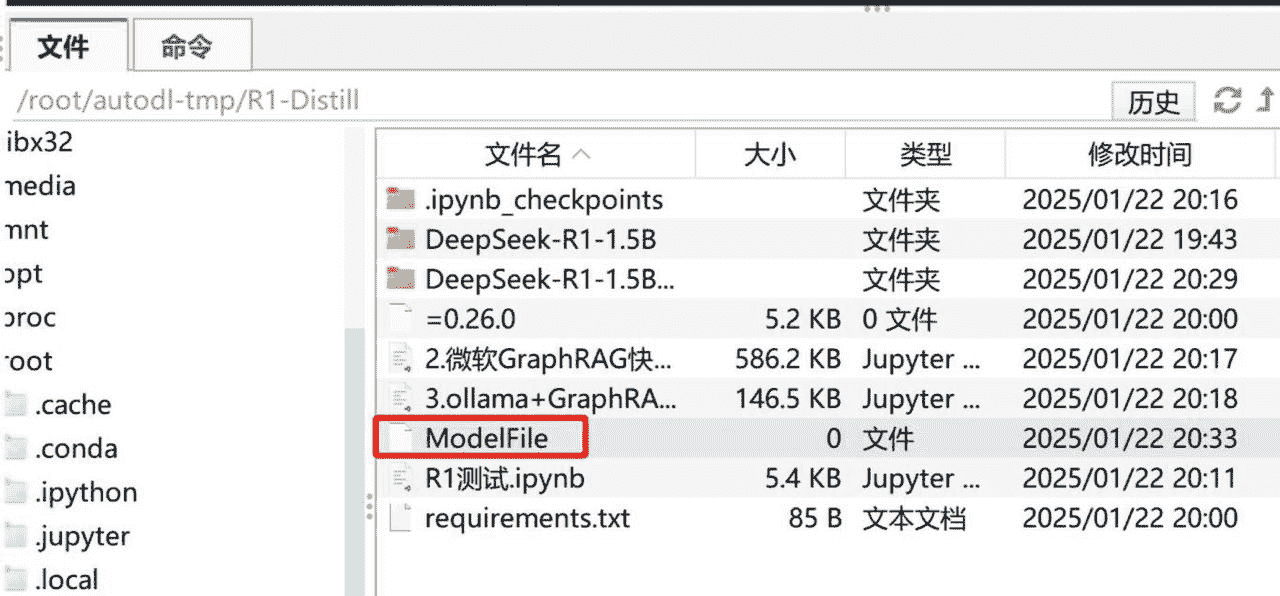 文件 命令
/root/autodl-tmp/R1-Distill 历史
ibx32
media
mnt
opt
proc
root
.cache
.conda
.ipython
.jupyter
.local
文件名 大小 类型 修改时间
.ipynb_checkpoints 文件夹 2025/01/22 20:16
DeepSeek-R1-1.5B 文件夹 2025/01/22 19:43
DeepSeek-R1-1.5B... 文件夹 2025/01/22 20:29
=0.26.0 5.2 KB 0 文件 2025/01/22 20:00
2.微软GraphRAG快... 586.2 KB Jupyter ... 2025/01/22 20:17
3.ollama+GraphRA... 146.5 KB Jupyter ... 2025/01/22 20:18
ModelFile 0 文件 2025/01/22 20:33
R1测试.ipynb 5.4 KB Jupyter ... 2025/01/22 20:11
requirements.txt 85 B 文本文档 2025/01/22 20:00